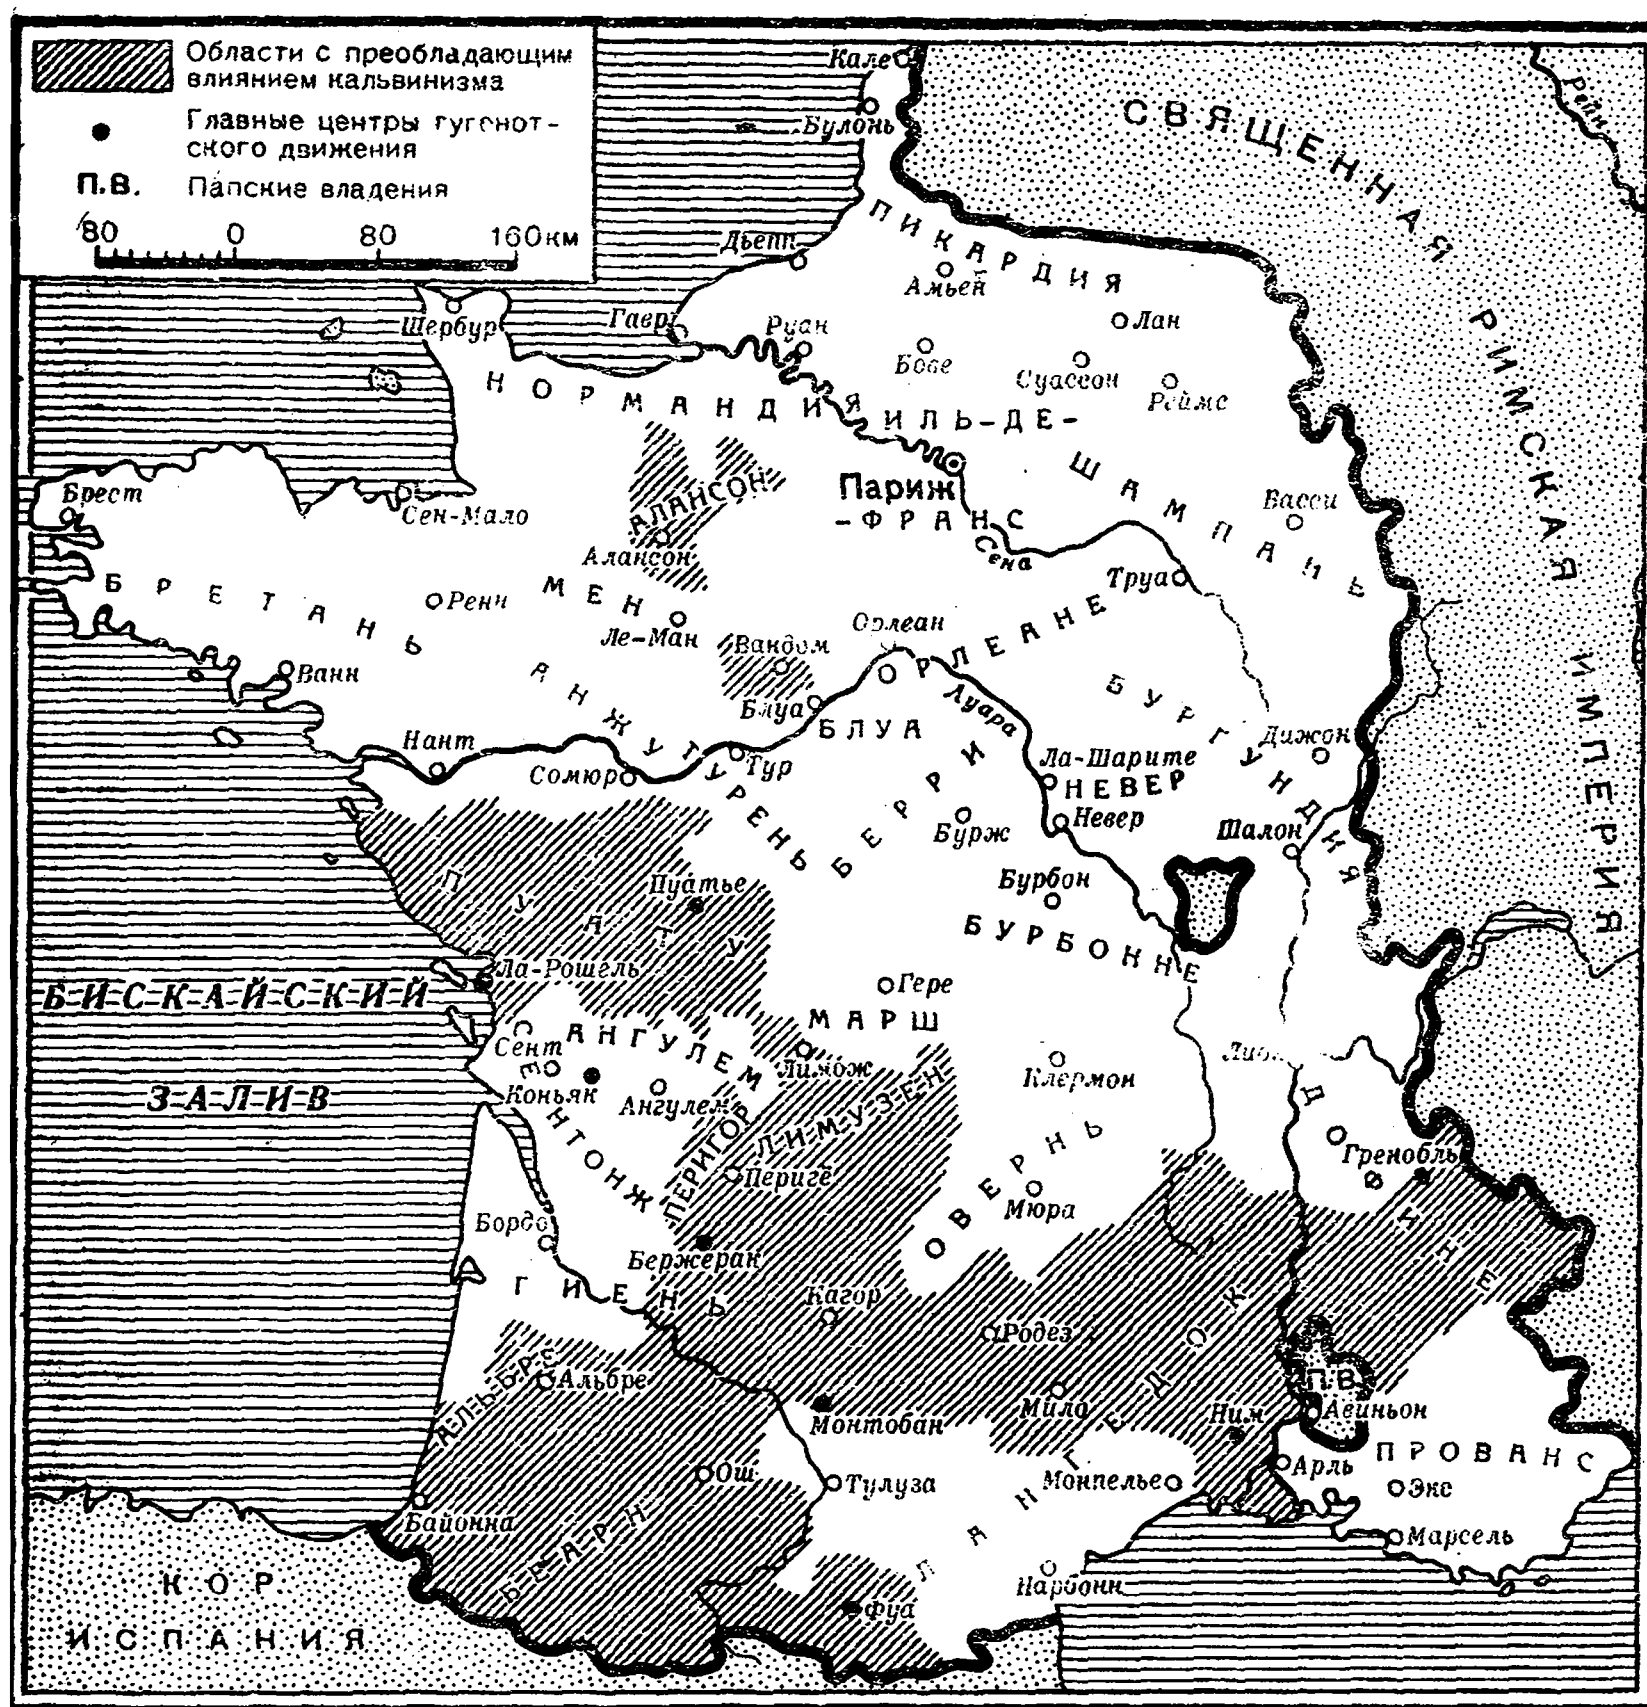 Области с преобладающим
влиянием кальвинизма
Главные центры гугенот-
ского движения
П.В. Папские владения
80 0 80 160км
Кале
Булонь
СВЯЩЕННАЯ РИМСКАЯ ИМПЕРИЯ
Рейн
ПИКАРДИЯ
Дьепп
Амьен
Шербур
Гавр
Руан
Лан
Бове
Суассон
Реймс
НОРМАНДИЯ
ИЛЬ-ДЕ-
Париж
-ФРАНС
ШАМПАНЬ
Васси
Брест
Сен-Мало
АЛАНСОН
Алансон
Сена
Труа
БРЕТАНЬ
Ренн
МЕН
Ле-Ман
Вандом
Орлеан
ОРЛЕАНЕ
Ванн
АНЖУ
Блуа
БЛУА
Луара
БУРГУНДИЯ
Дижон
Нант
Сомюр
Тур
ТУРЕНЬ
БЕРРИ
Ла-Шарите
НЕВЕР
Бурж
Невер
Шалон
ПУАТУ
Пуатье
Бурбон
БУРБОННЕ
Ла-Рошель
БИСКАЙСКИЙ
ЗАЛИВ
Гере
МАРШ
АНГУЛЕМ
Сент
СЕНТОНЖ
Коньяк
Ангулем
Лимож
ЛИМУЗЕН
Клермон
ПЕРИГОР
Периге
ОВЕРНЬ
Мюра
Гренобль
Бордо
Бержерак
ГИЕНЬ
Кагор
Родез
АЛЬБРЕ
Альбре
Монтобан
Мило
Ним
П.В.
Авиньон
ПРОВАНС
Ош
Тулуза
Монпелье
Арль
Экс
Байонна
БЕАРН
ЛАНГЕДОК
Марсель
КОР
ИСПАНИЯ
Фуа
Нарбонн